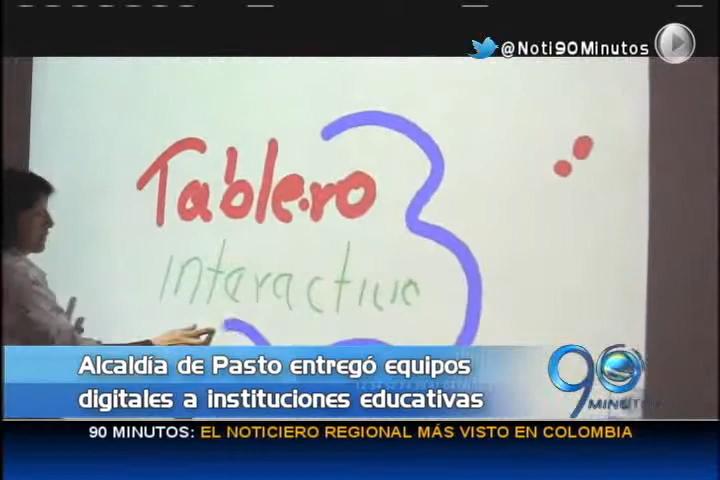 @Noti90Minutos
Tablero
interactivo
Alcaldía de Pasto entregó equipos
digitales a instituciones educativas
90
MINUTOS
90 MINUTOS: EL NOTICIERO REGIONAL MÁS VISTO EN COLOMBIA